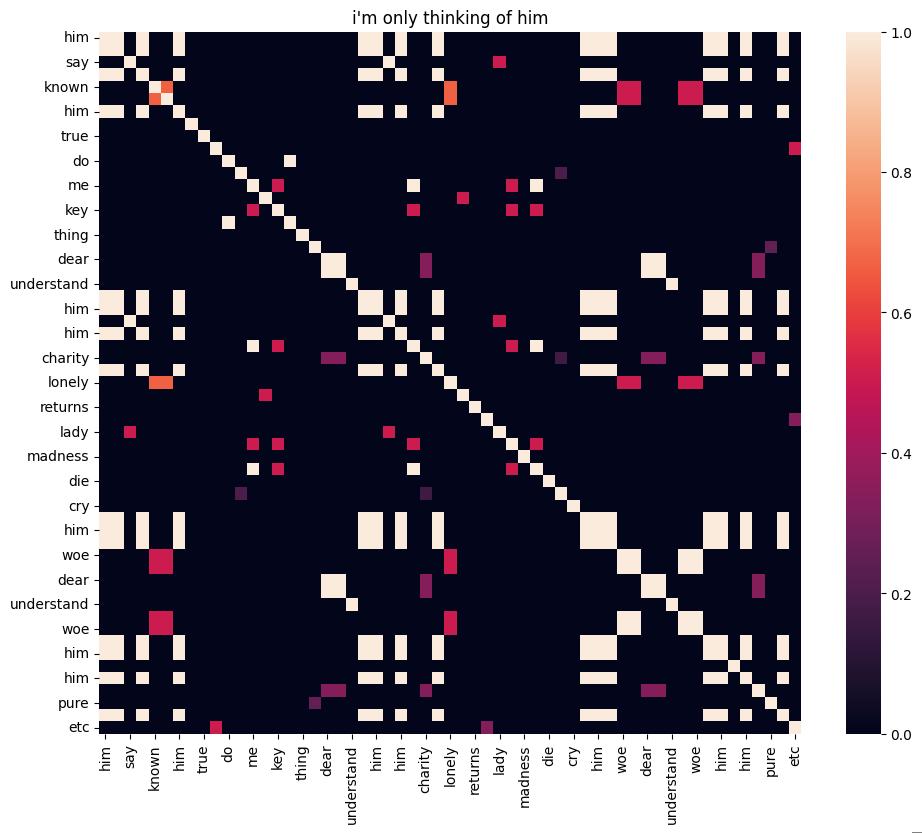 i'm only thinking of him
him
say
known
him
true
do
me
key
thing
dear
understand
him
him
charity
lonely
returns
lady
madness
die
cry
him
woe
dear
understand
woe
him
him
pure
etc
him
say
known
him
true
do
me
key
thing
dear
understand
him
him
charity
lonely
returns
lady
madness
die
cry
him
woe
dear
understand
woe
him
him
pure
etc
1.0
0.8
0.6
0.4
0.2
0.0